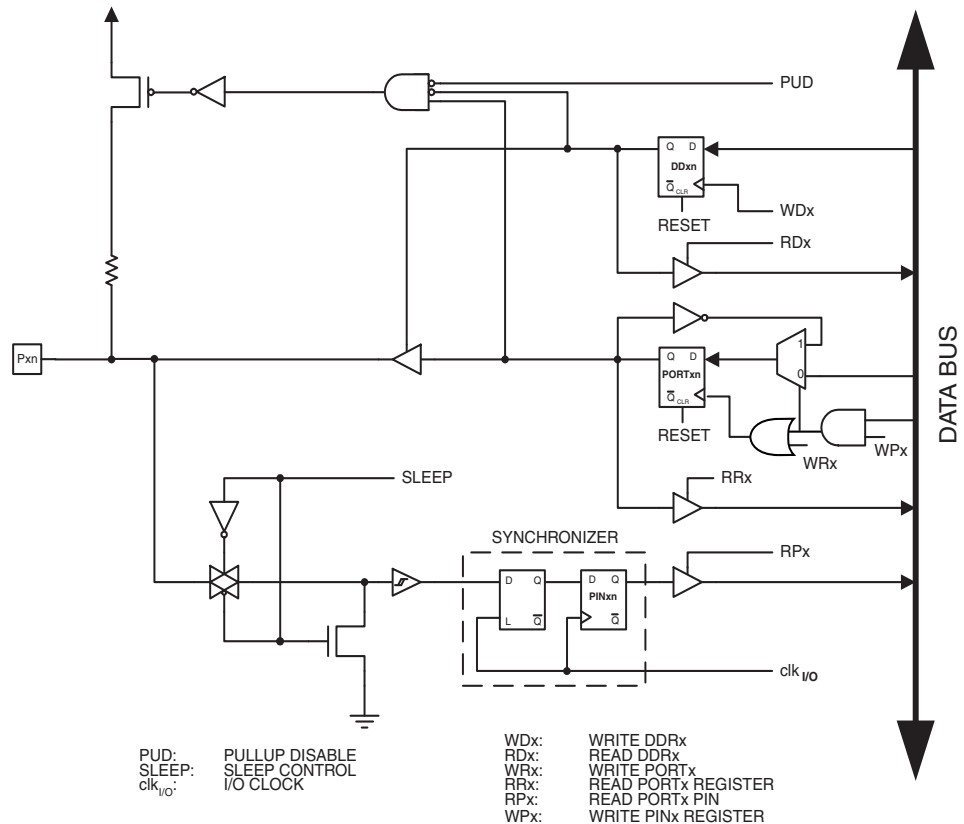 PUD
Q D
DDxn
Q CLR
WDx
RESET
RDx
Pxn
1
Q D
PORTxn
0
Q CLR
RESET
WRx
WPx
DATA BUS
SLEEP
RRx
SYNCHRONIZER
RPx
D Q
D Q
PINxn
L Q
Q
clk I/O
PUD: PULLUP DISABLE
SLEEP: SLEEP CONTROL
clkI/O: I/O CLOCK
WDx: WRITE DDRx
RDx: READ DDRx
WRx: WRITE PORTx
RRx: READ PORTx REGISTER
RPx: READ PORTx PIN
WPx: WRITE PINx REGISTER